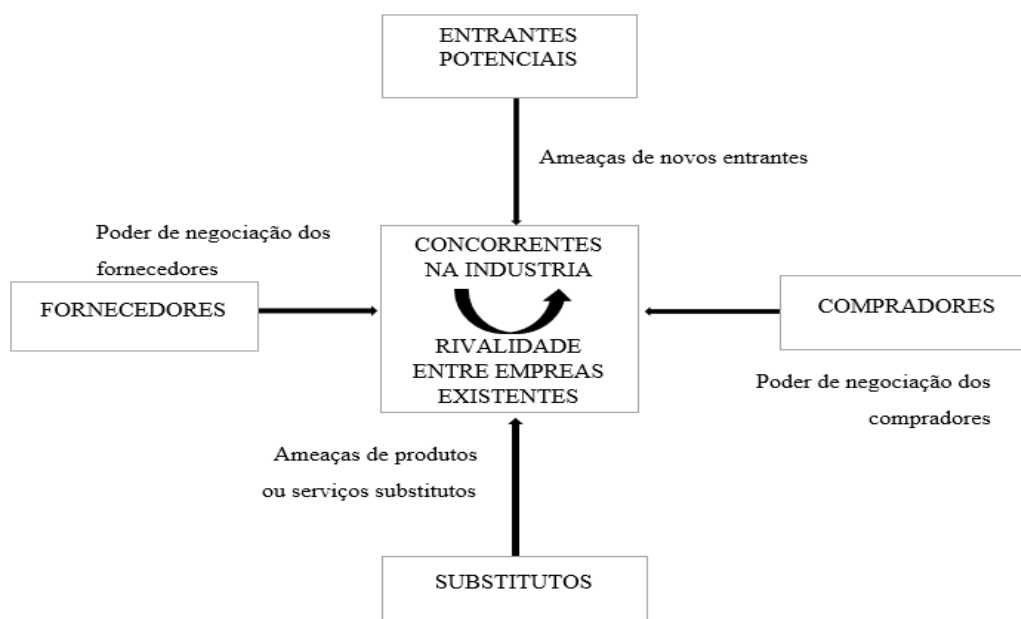 ENTRANTES
POTENCIAIS
Ameaças de novos entrantes
Poder de negociação dos
fornecedores
FORNECEDORES
CONCORRENTES
NA INDUSTRIA
RIVALIDADE
ENTRE EMPREAS
EXISTENTES
COMPRADORES
Poder de negociação dos
compradores
Ameaças de produtos
ou serviços substitutos
SUBSTITUTOS